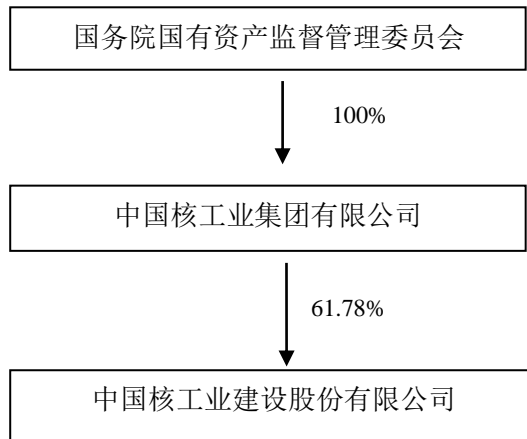 国务院国有资产监督管理委员会
100%
中国核工业集团有限公司
61.78%
中国核工业建设股份有限公司